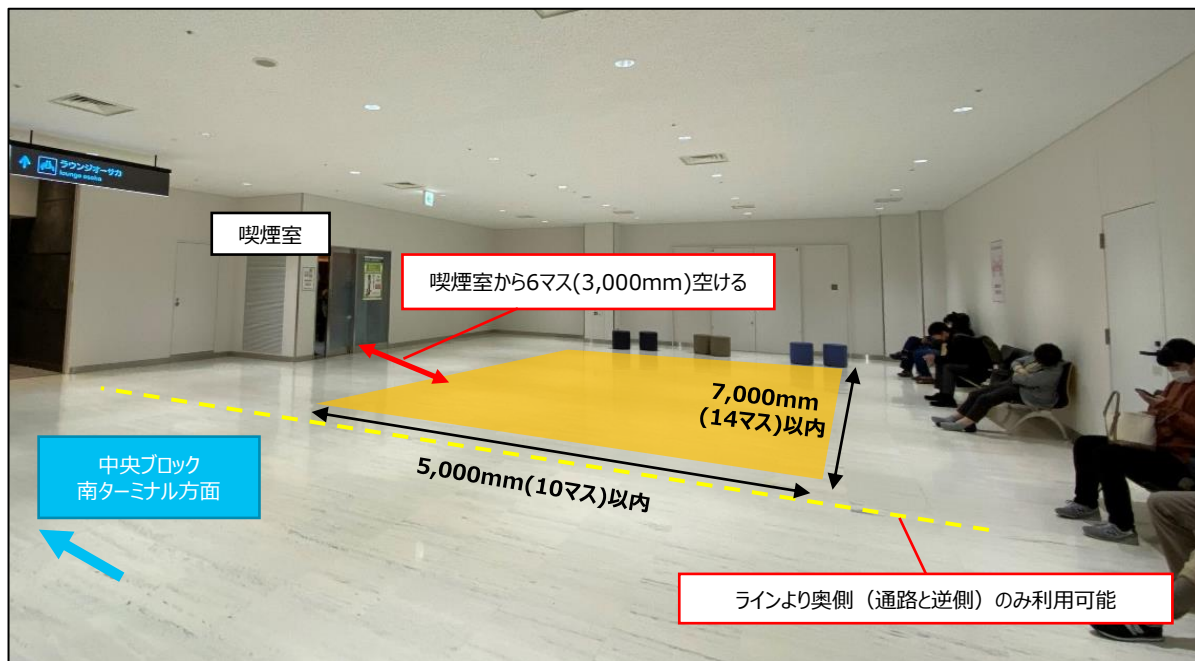 ラウンジオーサカ
lounge osaka
喫煙室
喫煙室から6マス(3,000mm)空ける
7,000mm
(14マス)以内
5,000mm(10マス)以内
中央ブロック
南ターミナル方面
ラインより奥側（通路と逆側）のみ利用可能